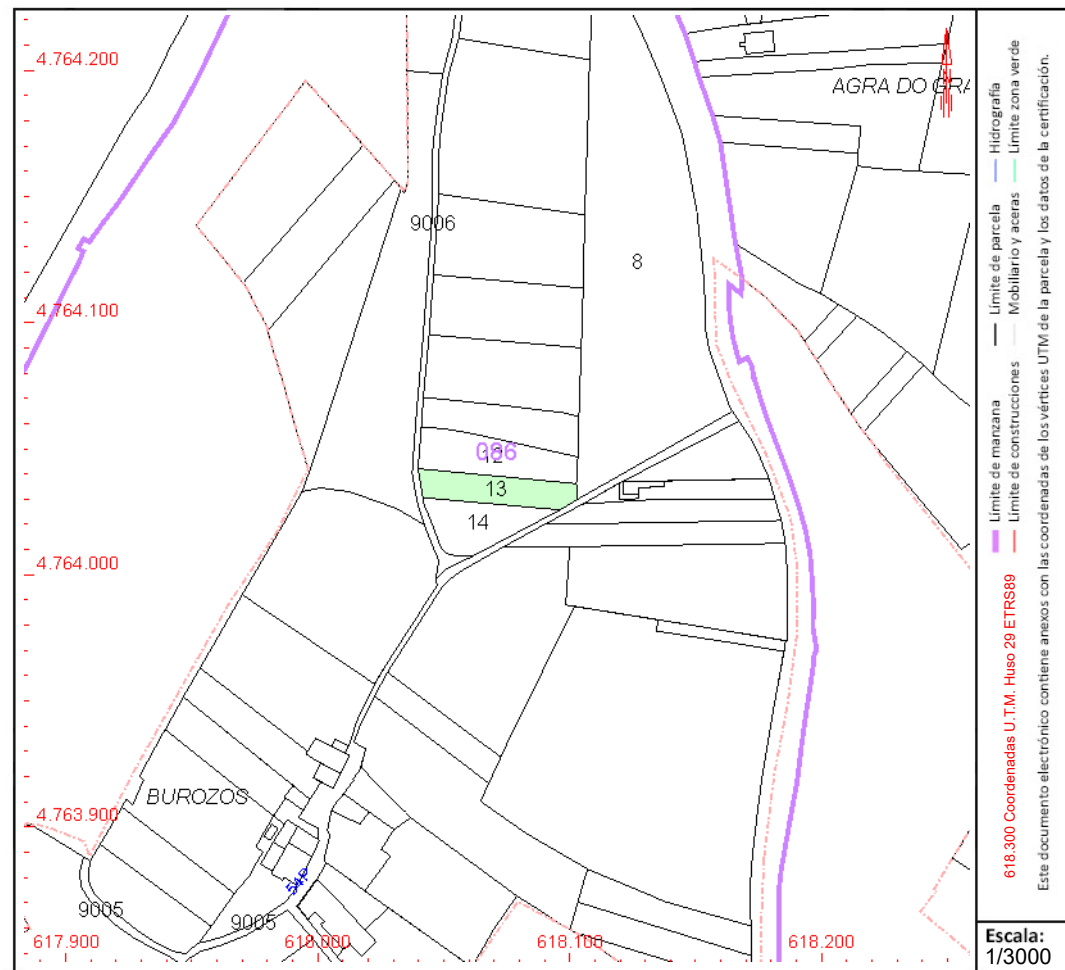 4.764.200
AGRA DO GRA
9006
8
4.764.100
086
12
13
14
4.764.000
BUROZOS
4.763.900
9005
9005
617.900
618.000
618.100
618.200
Límite de manzana
Límite de parcela
Hidrografía
618.300 Coordenadas U.T.M. Huso 29 ETRS89
Límite de construcciones
Mobiliario y aceras
Límite zona verde
Este documento electrónico contiene anexos con las coordenadas de los vértices UTM de la parcela y los datos de la certificación.
Escala:
1/3000